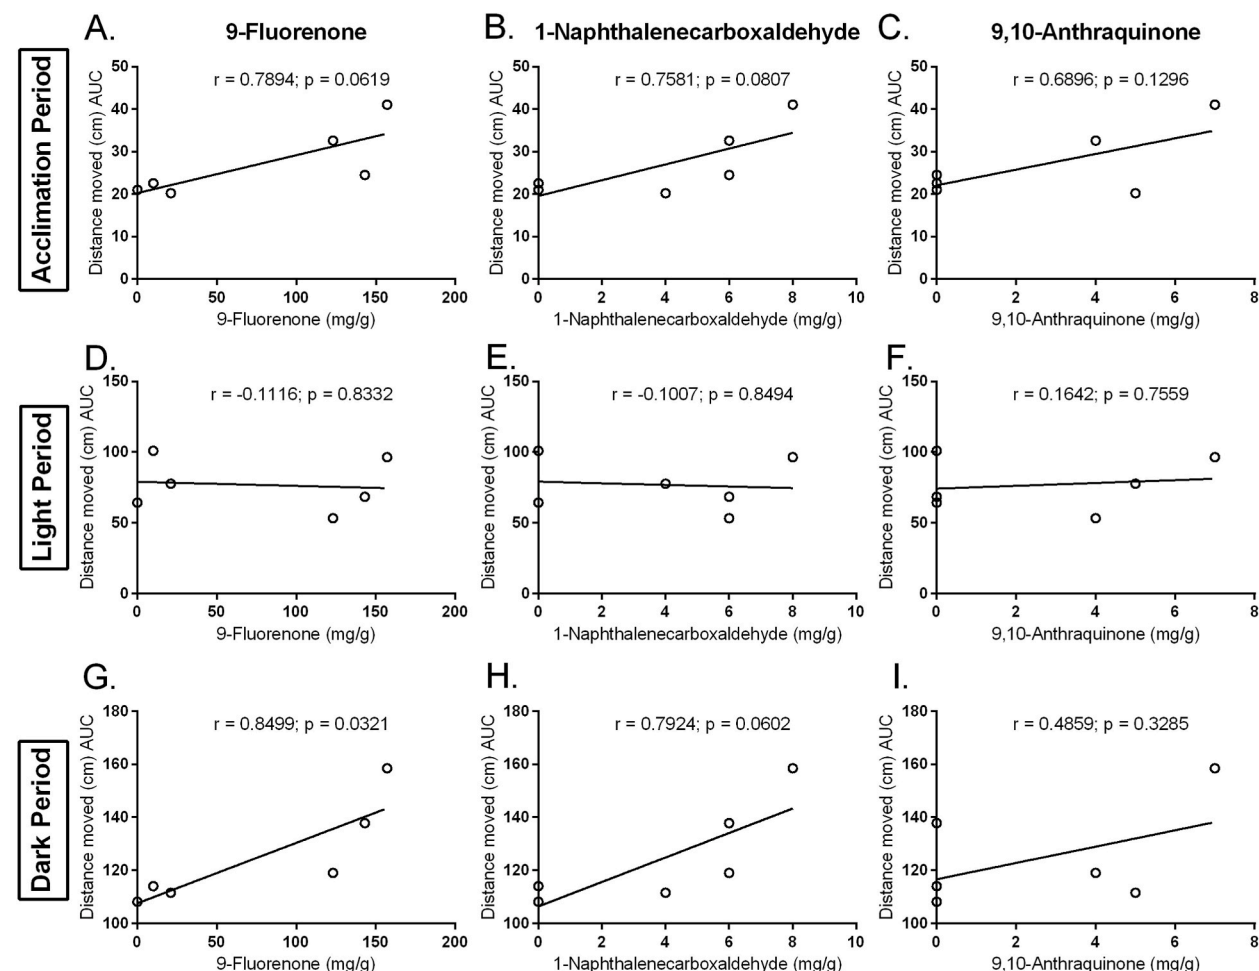 A. 9-Fluorenone B. 1-Naphthalenecarboxaldehyde C. 9,10-Anthraquinone
Acclimation Period
Distance moved (cm) AUC
50
40
30
20
10
0
r = 0.7894; p = 0.0619
0 50 100 150 200
9-Fluorenone (mg/g)
Distance moved (cm) AUC
50
40
30
20
10
0
r = 0.7581; p = 0.0807
0 2 4 6 8 10
1-Naphthalenecarboxaldehyde (mg/g)
Distance moved (cm) AUC
50
40
30
20
10
0
r = 0.6896; p = 0.1296
0 2 4 6 8
9,10-Anthraquinone (mg/g)
Light Period
D.
Distance moved (cm) AUC
150
100
50
0
r = -0.1116; p = 0.8332
0 50 100 150 200
9-Fluorenone (mg/g)
E.
Distance moved (cm) AUC
150
100
50
0
r = -0.1007; p = 0.8494
0 2 4 6 8 10
1-Naphthalenecarboxaldehyde (mg/g)
F.
Distance moved (cm) AUC
150
100
50
0
r = 0.1642; p = 0.7559
0 2 4 6 8
9,10-Anthraquinone (mg/g)
Dark Period
G.
Distance moved (cm) AUC
180
160
140
120
100
r = 0.8499; p = 0.0321
0 50 100 150 200
9-Fluorenone (mg/g)
H.
Distance moved (cm) AUC
180
160
140
120
100
r = 0.7924; p = 0.0602
0 2 4 6 8 10
1-Naphthalenecarboxaldehyde (mg/g)
I.
Distance moved (cm) AUC
180
160
140
120
100
r = 0.4859; p = 0.3285
0 2 4 6 8
9,10-Anthraquinone (mg/g)